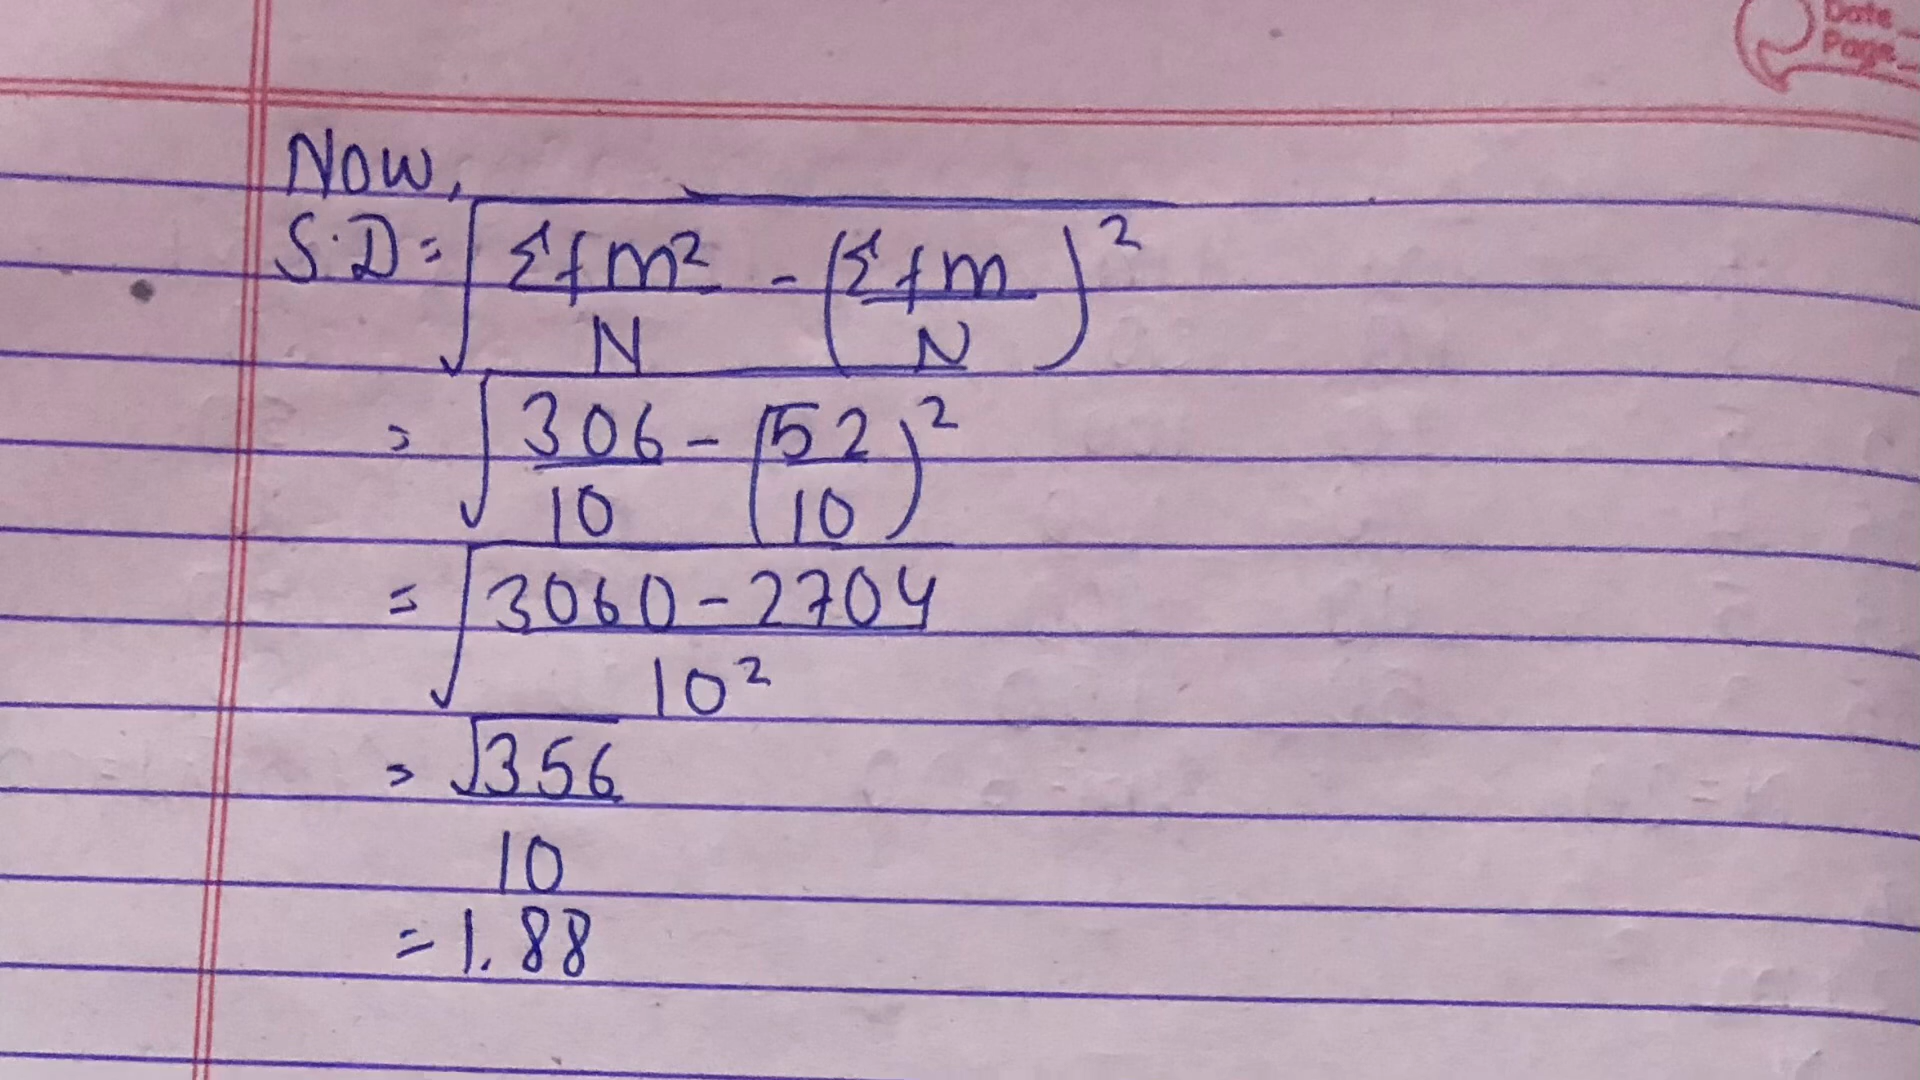 Date
Page
Now,
S.D = √(Σfm²/N - (Σfm/N)²)
= √(306/10 - (52/10)²)
= √((3060 - 2704)/10²)
= √356/10
= 1.88